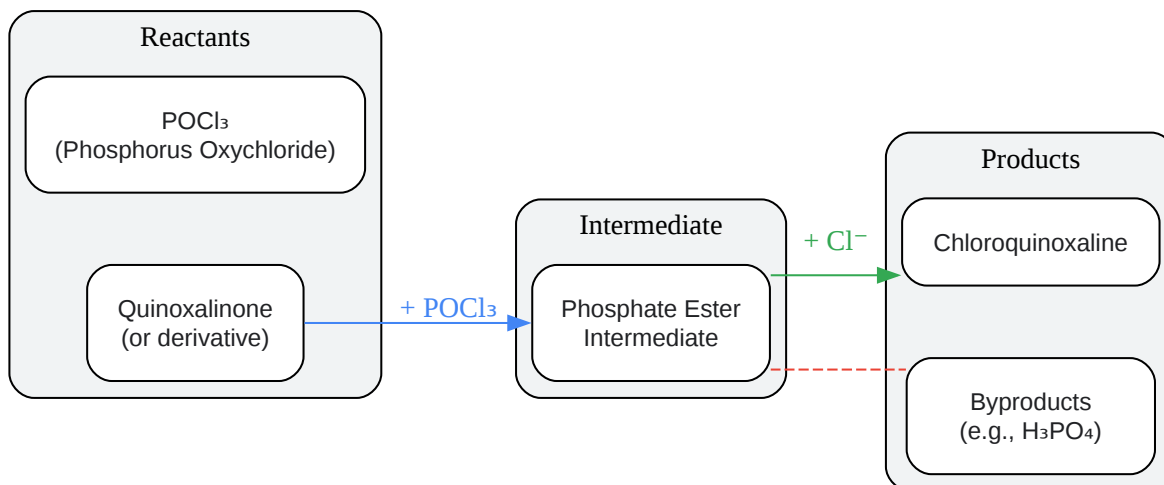 Reactants
POCl₃
(Phosphorus Oxychloride)
Quinoxalinone
(or derivative)
+ POCl₃
Intermediate
Phosphate Ester
Intermediate
+ Cl⁻
Products
Chloroquinoxaline
Byproducts
(e.g., H₃PO₄)